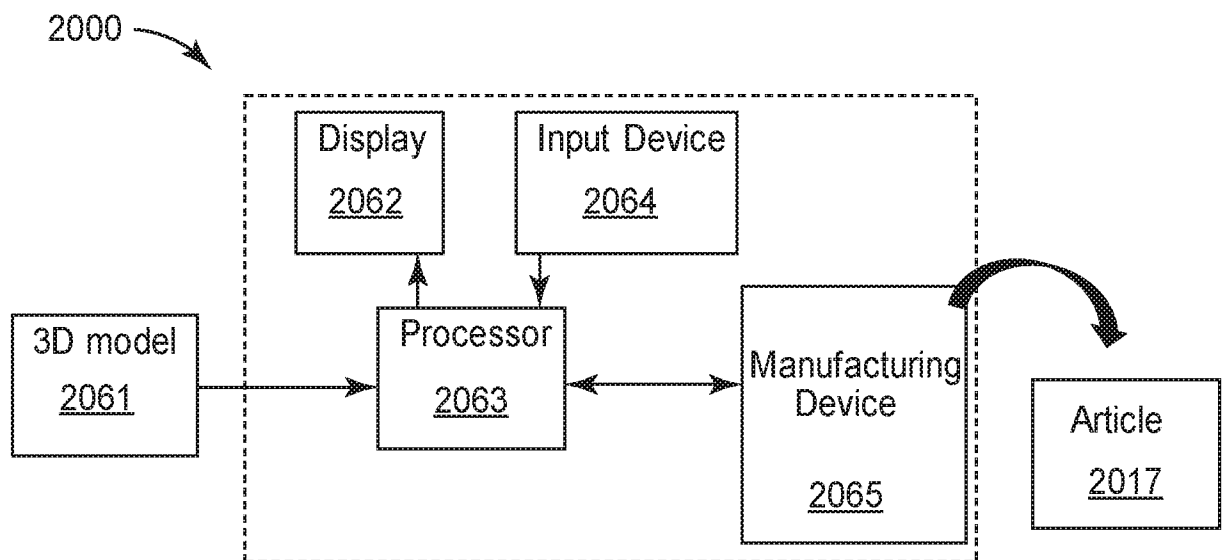 2000
Display
2062
Input Device
2064
3D model
2061
Processor
2063
Manufacturing
Device
2065
Article
2017